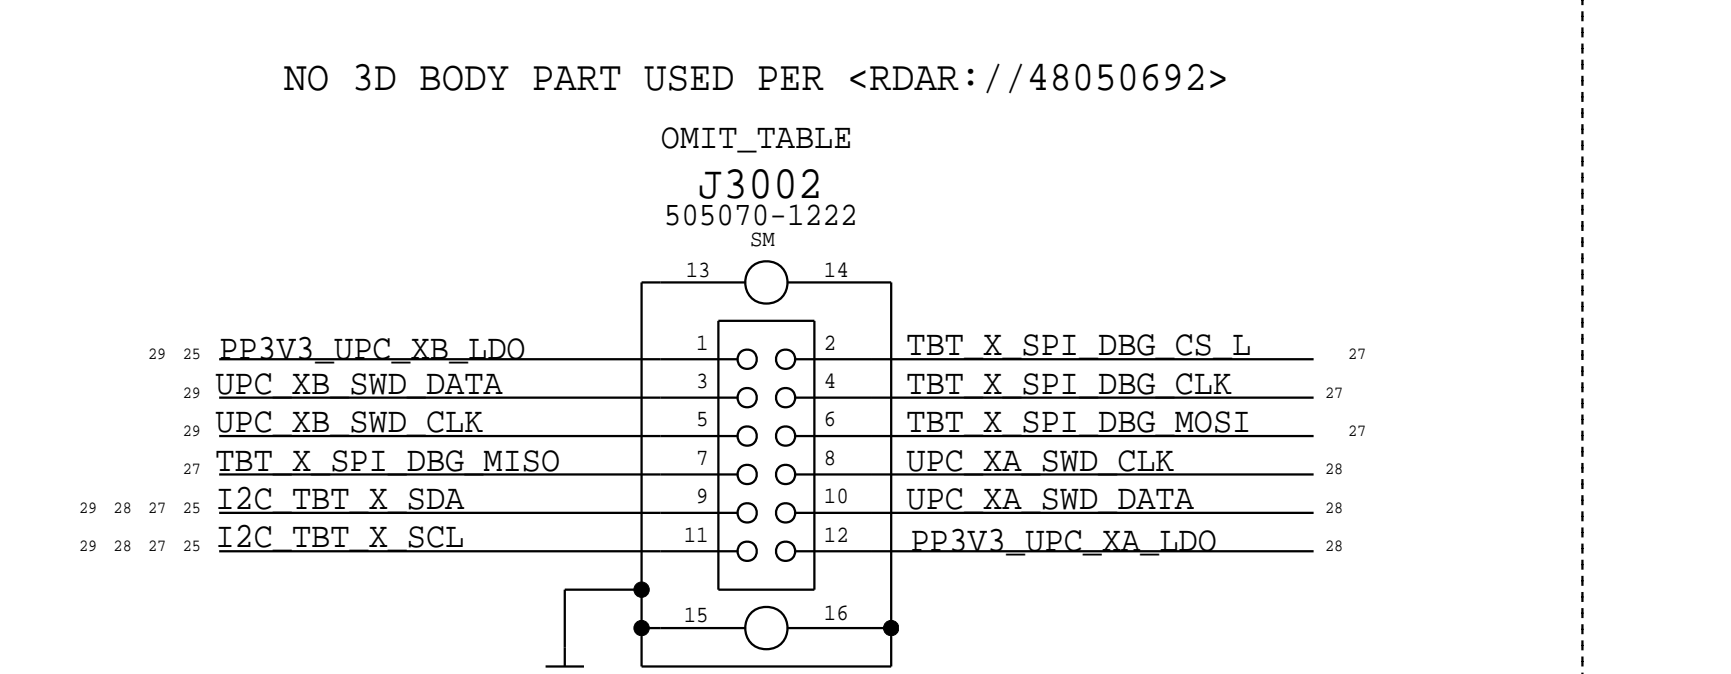 NO 3D BODY PART USED PER <RDAR://48050692>
OMIT_TABLE
J3002
505070-1222
SM
13 14
29 25 PP3V3_UPC_XB_LDO 1 2 TBT_X_SPI_DBG_CS_L 27
29 UPC_XB_SWD_DATA 3 4 TBT_X_SPI_DBG_CLK 27
29 UPC_XB_SWD_CLK 5 6 TBT_X_SPI_DBG_MOSI 27
27 TBT_X_SPI_DBG_MISO 7 8 UPC_XA_SWD_CLK 28
29 28 27 25 I2C_TBT_X_SDA 9 10 UPC_XA_SWD_DATA 28
29 28 27 25 I2C_TBT_X_SCL 11 12 PP3V3_UPC_XA_LDO 28
15 16